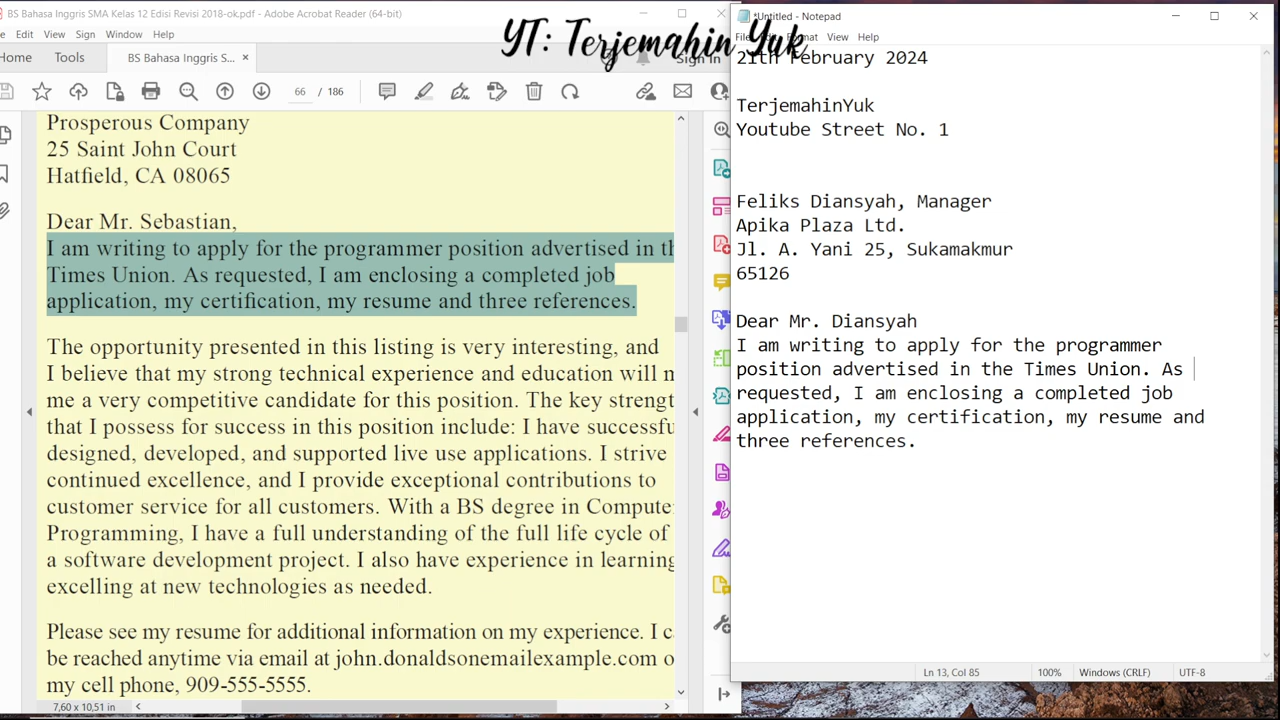 BS Bahasa Inggris SMA Kelas 12 Edisi Revisi 2018-ok.pdf - Adobe Acrobat Reader (64-bit)
Edit View Sign Window Help
Home Tools BS Bahasa Inggris S... × Sign In
66 / 186
YT: Terjemahin Yuk
Prosperous Company
25 Saint John Court
Hatfield, CA 08065
Dear Mr. Sebastian,
I am writing to apply for the programmer position advertised in th
Times Union. As requested, I am enclosing a completed job
application, my certification, my resume and three references.
The opportunity presented in this listing is very interesting, and
I believe that my strong technical experience and education will m
me a very competitive candidate for this position. The key strengt
that I possess for success in this position include: I have successfu
designed, developed, and supported live use applications. I strive
continued excellence, and I provide exceptional contributions to
customer service for all customers. With a BS degree in Compute
Programming, I have a full understanding of the full life cycle of
a software development project. I also have experience in learning
excelling at new technologies as needed.
Please see my resume for additional information on my experience. I c
be reached anytime via email at john.donaldsonemailexample.com o
my cell phone, 909-555-5555.
7,60 x 10,51 in
*Untitled - Notepad
File Edit Format View Help
21th February 2024
TerjemahinYuk
Youtube Street No. 1
Feliks Diansyah, Manager
Apika Plaza Ltd.
Jl. A. Yani 25, Sukamakmur
65126
Dear Mr. Diansyah
I am writing to apply for the programmer
position advertised in the Times Union. As
requested, I am enclosing a completed job
application, my certification, my resume and
three references.
Ln 13, Col 85 100% Windows (CRLF) UTF-8